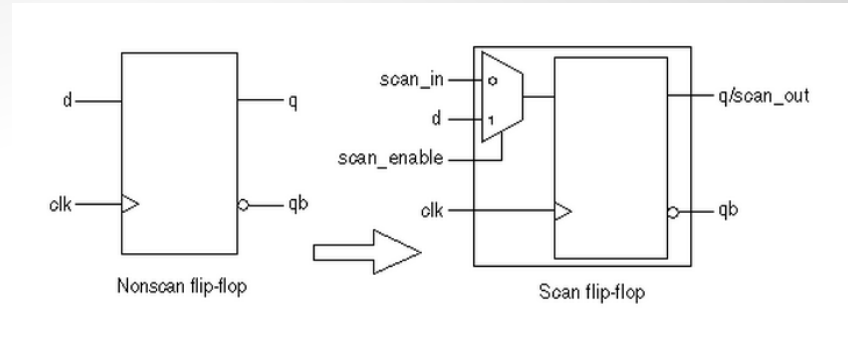 d
q
clk
qb
Nonscan flip-flop
scan_in
0
d
1
scan_enable
clk
q/scan_out
qb
Scan flip-flop